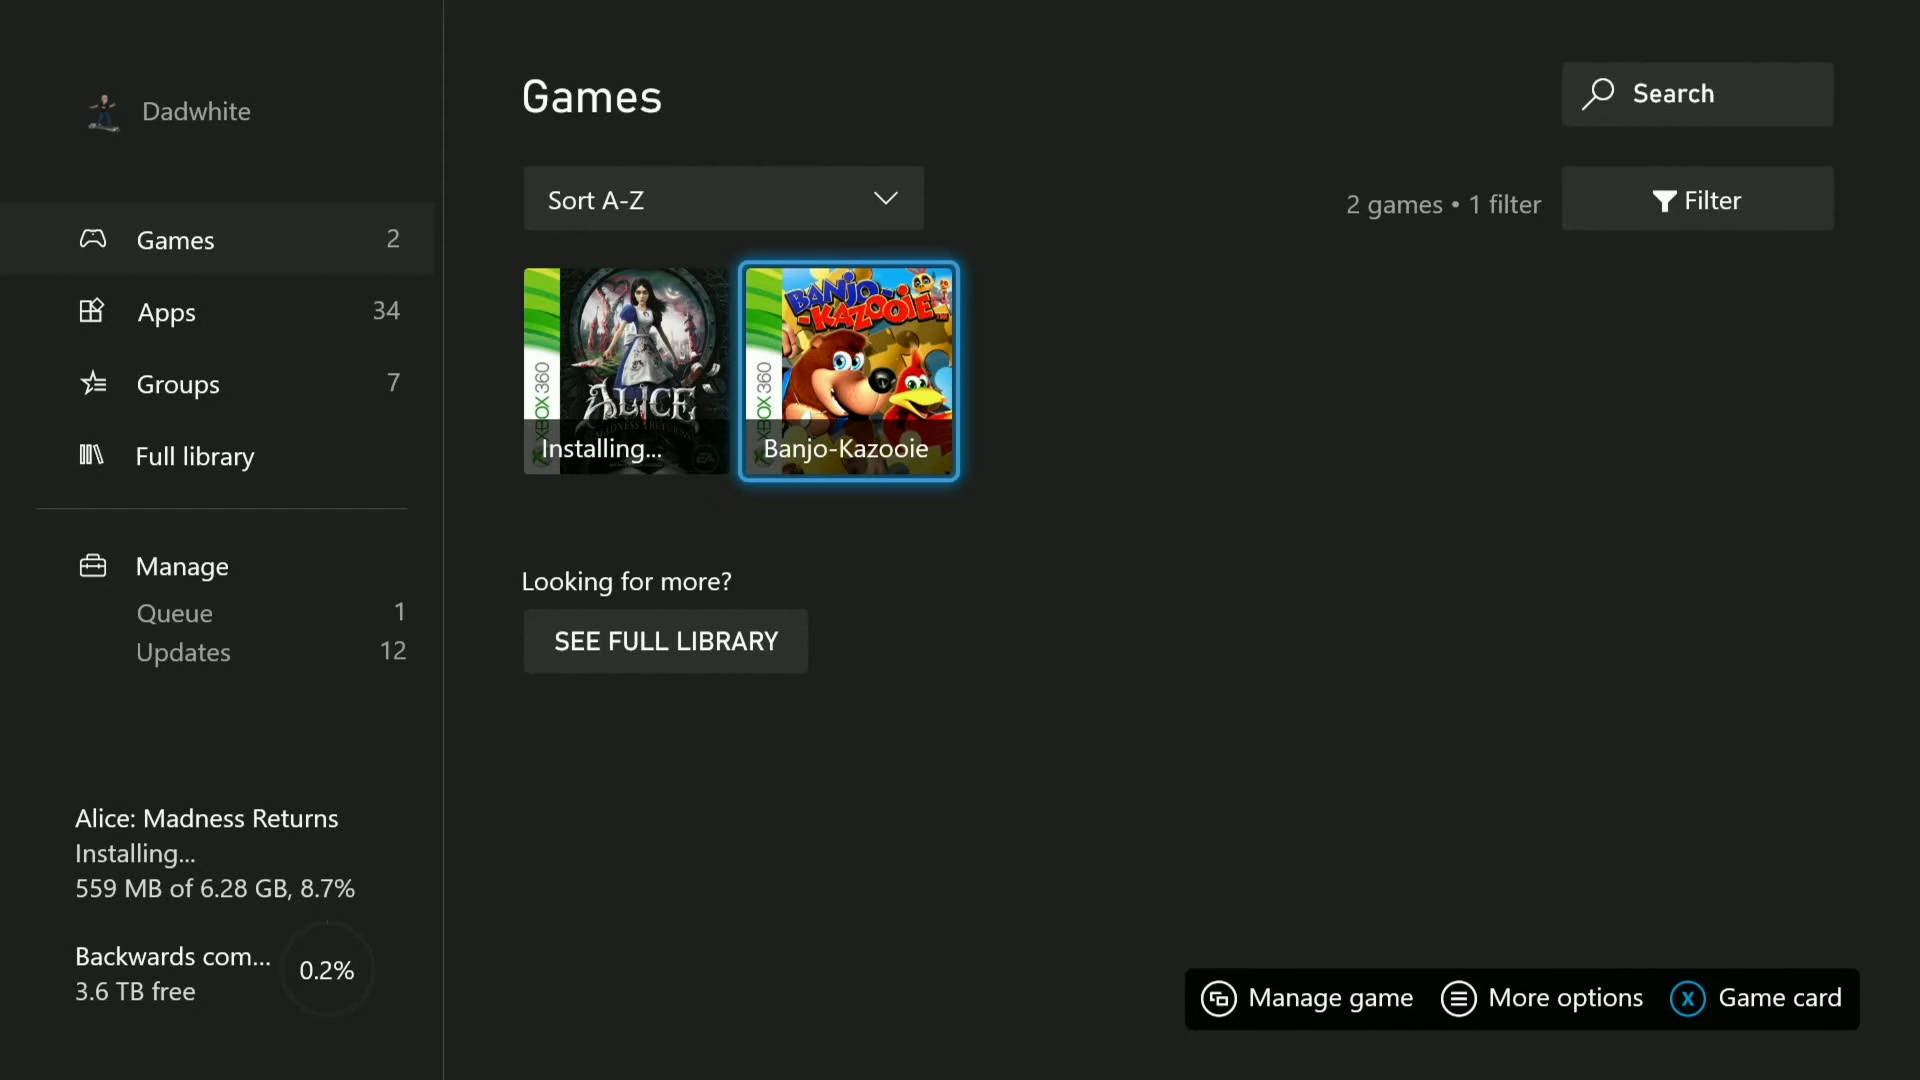 Dadwhite
Games 2
Apps 34
Groups 7
Full library
Manage
Queue 1
Updates 12
Alice: Madness Returns
Installing...
559 MB of 6.28 GB, 8.7%
Backwards com...
3.6 TB free
0.2%
Games
Search
Sort A-Z
2 games • 1 filter
Filter
XBOX 360
ALICE
MADNESS RETURNS
EA
Installing...
XBOX 360
BANJO-
KAZOOIE
Banjo-Kazooie
Looking for more?
SEE FULL LIBRARY
Manage game
More options
X Game card